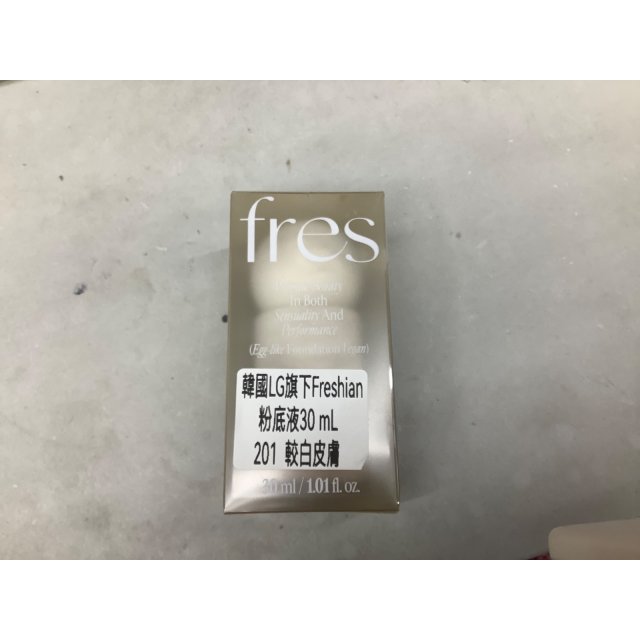 fres
Beauty
In Both
Sensuality And
Performance
(Egg-like Foundation Vegan)
韓國LG旗下Freshian
粉底液30 mL
201 較白皮膚
30 ml / 1.01 fl. oz.